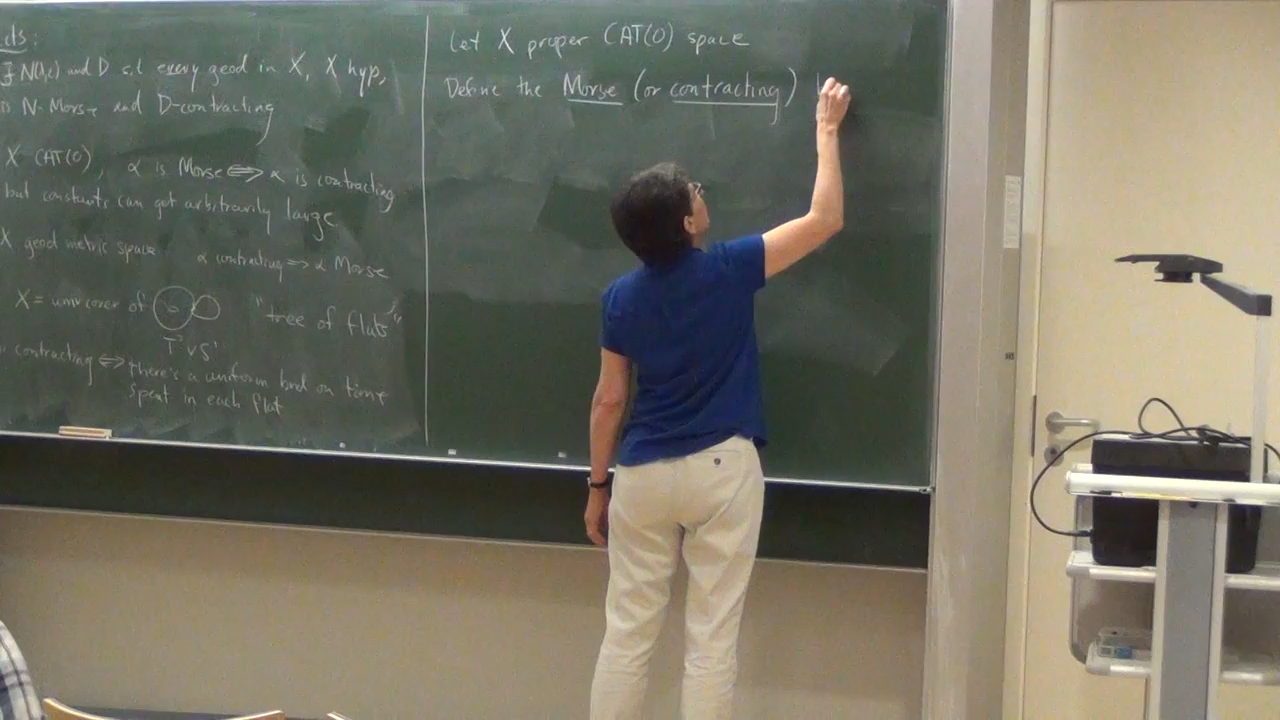 cts:
∃ N(λ,ε) and D s.t every geod in X, X hyp,
is N-Morse and D-contracting
X CAT(0), α is Morse ⟺ α is contracting
but constants can get arbitrarily large
X geod metric space α contracting ⟹ α Morse
X = univ cover of "tree of flats"
T² ∨ S¹
contracting ⟺ there's a uniform bnd on time
spent in each flat
Let X proper CAT(0) space
Define the Morse (or contracting)